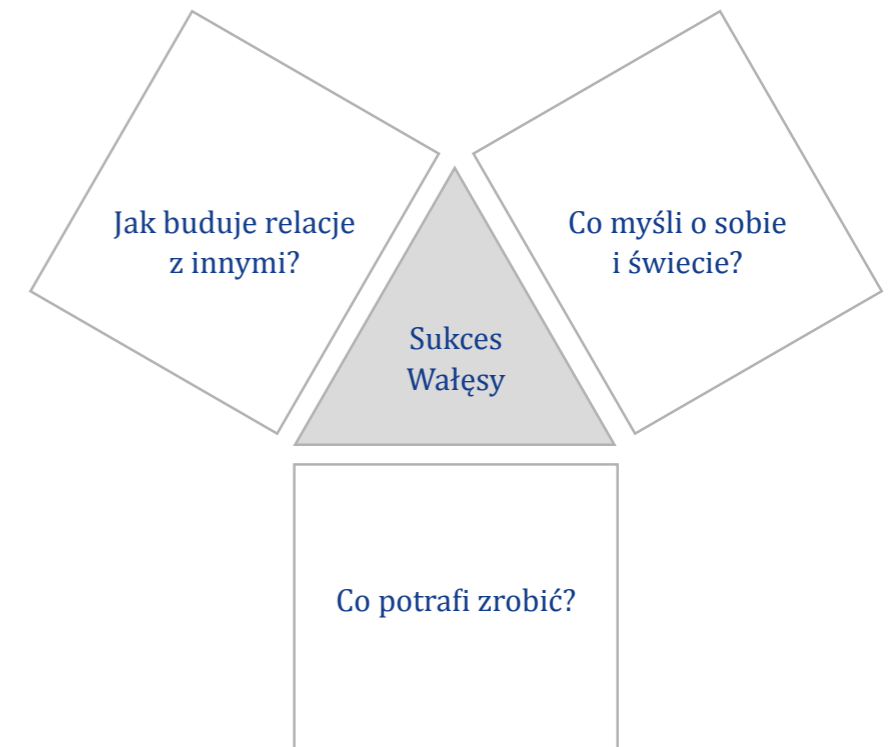 Jak buduje relacje
z innymi?
Co myśli o sobie
i świecie?
Sukces
Wałęsy
Co potrafi zrobić?